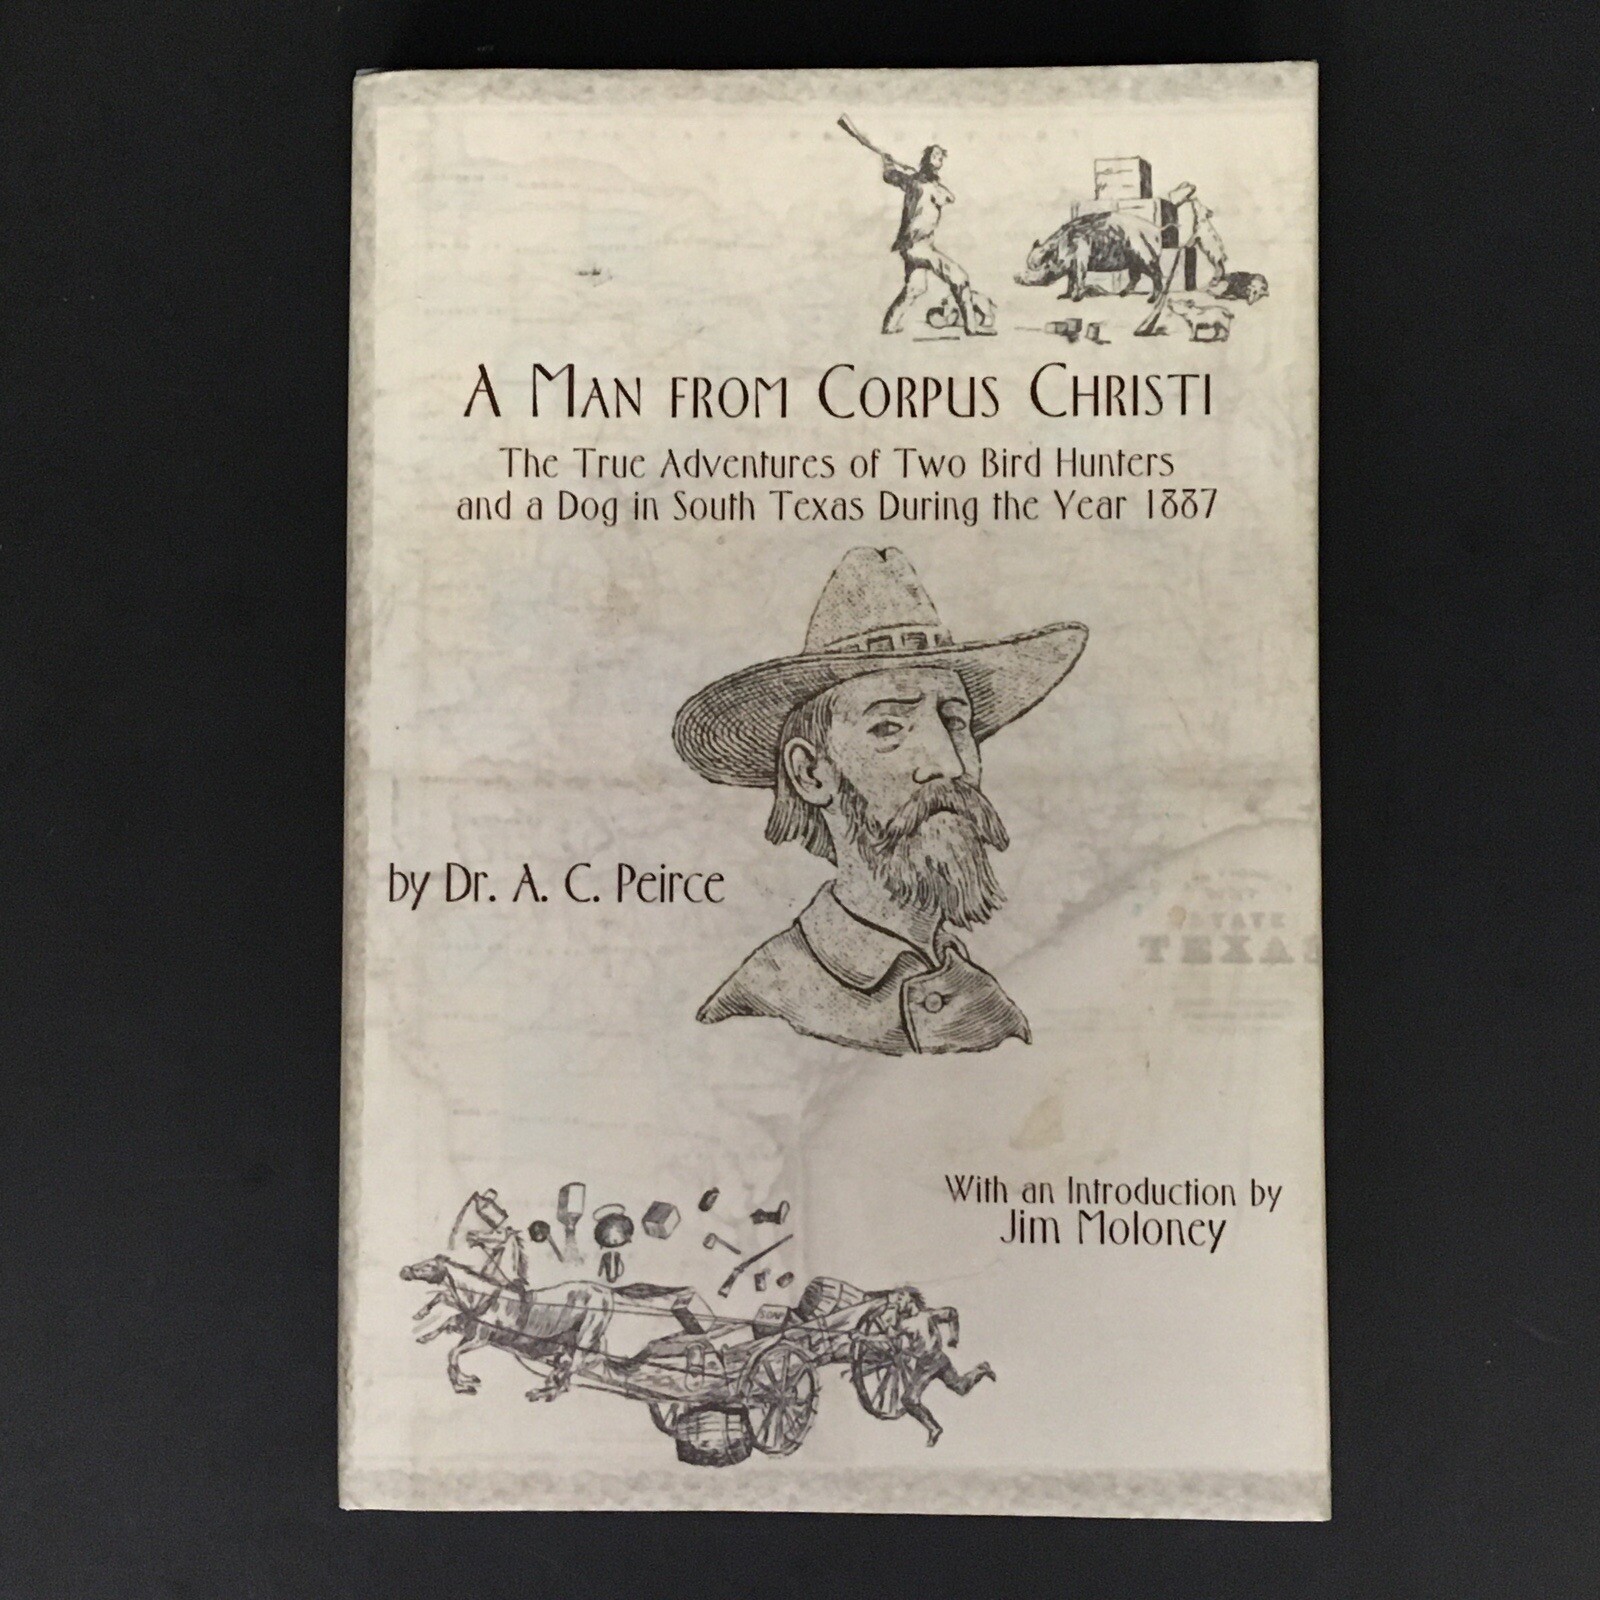 A Man from Corpus Christi
The True Adventures of Two Bird Hunters
and a Dog in South Texas During the Year 1887
by Dr. A. C. Peirce
TEXAS
With an Introduction by
Jim Moloney